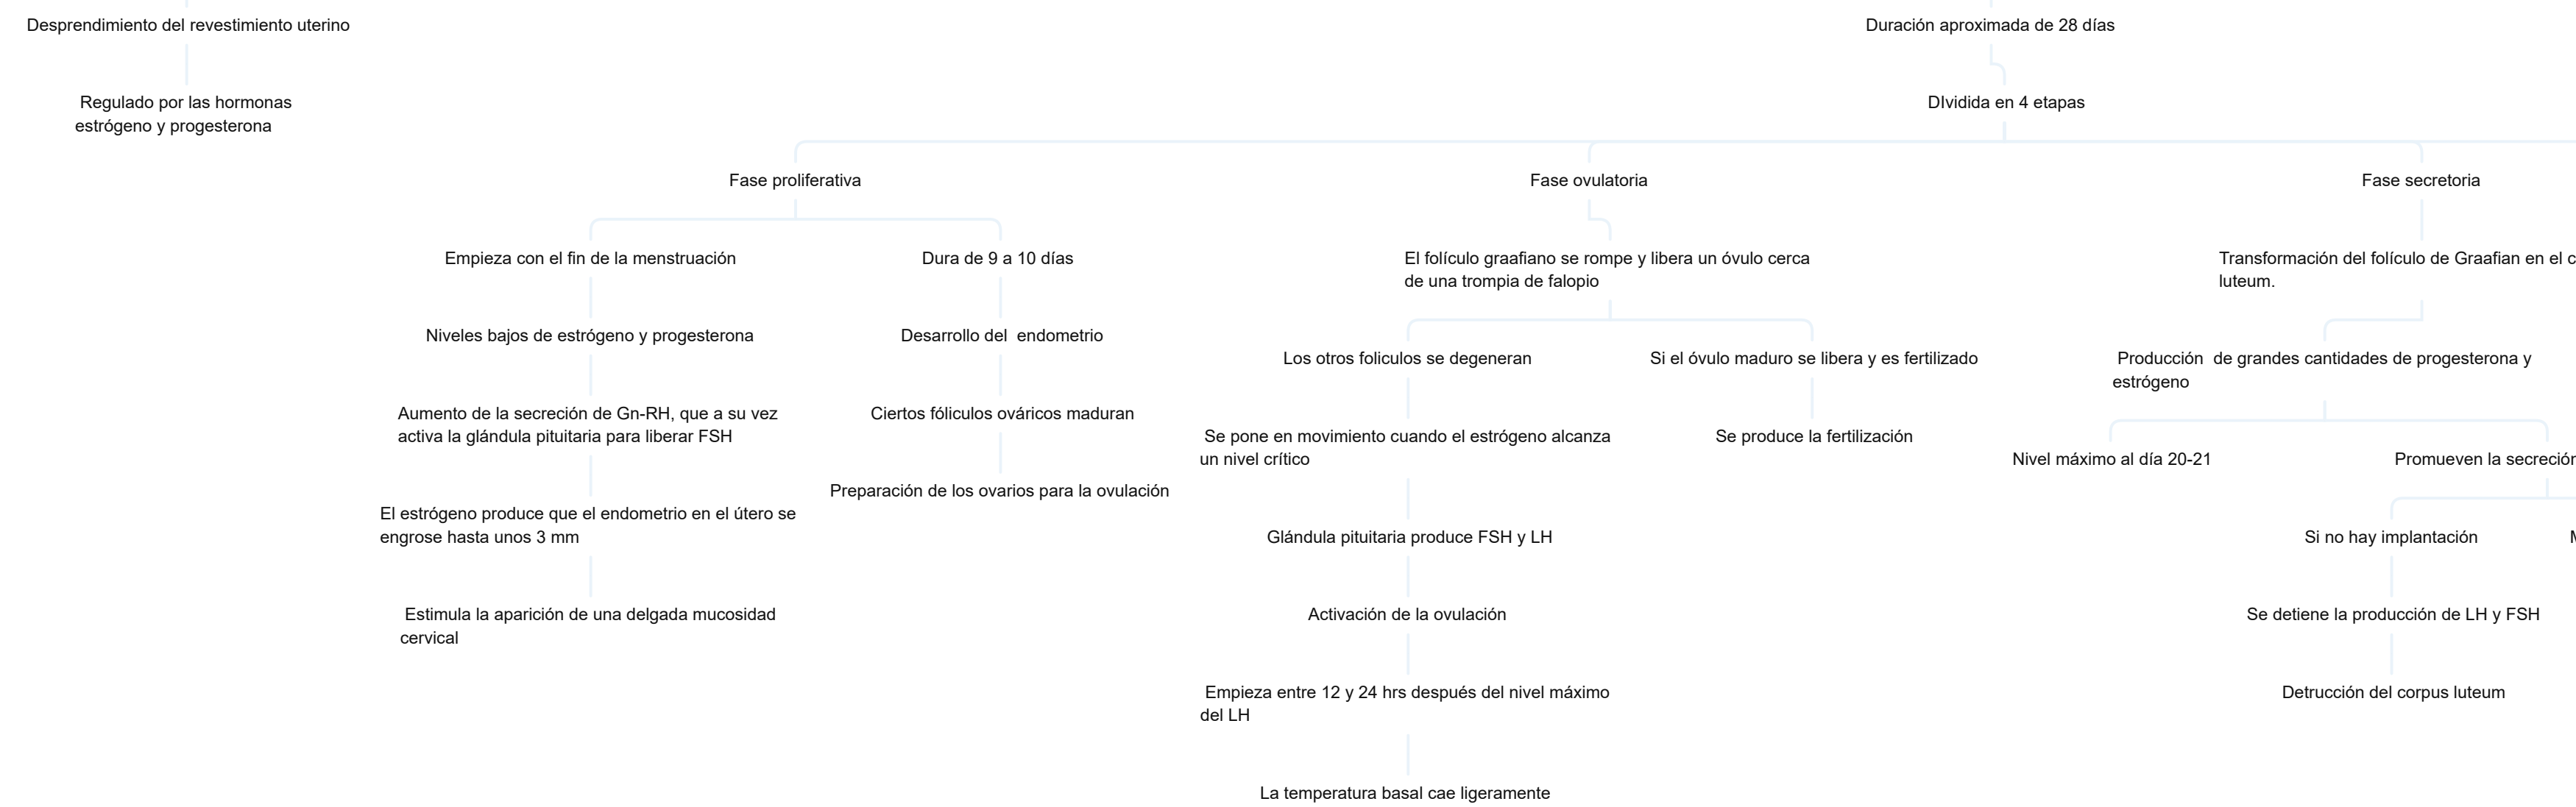 Desprendimiento del revestimiento uterino
Regulado por las hormonas
estrógeno y progesterona
Duración aproximada de 28 días
DIvidida en 4 etapas
Fase proliferativa
Empieza con el fin de la menstruación
Niveles bajos de estrógeno y progesterona
Aumento de la secreción de Gn-RH, que a su vez
activa la glándula pituitaria para liberar FSH
El estrógeno produce que el endometrio en el útero se
engrose hasta unos 3 mm
Estimula la aparición de una delgada mucosidad
cervical
Dura de 9 a 10 días
Desarrollo del endometrio
Ciertos fóliculos ováricos maduran
Preparación de los ovarios para la ovulación
Fase ovulatoria
El folículo graafiano se rompe y libera un óvulo cerca
de una trompia de falopio
Los otros foliculos se degeneran
Se pone en movimiento cuando el estrógeno alcanza
un nivel crítico
Glándula pituitaria produce FSH y LH
Activación de la ovulación
Empieza entre 12 y 24 hrs después del nivel máximo
del LH
La temperatura basal cae ligeramente
Si el óvulo maduro se libera y es fertilizado
Se produce la fertilización
Fase secretoria
Transformación del folículo de Graafian en el c
luteum.
Producción de grandes cantidades de progesterona y
estrógeno
Nivel máximo al día 20-21
Promueven la secreción
Si no hay implantación
Se detiene la producción de LH y FSH
Detrucción del corpus luteum